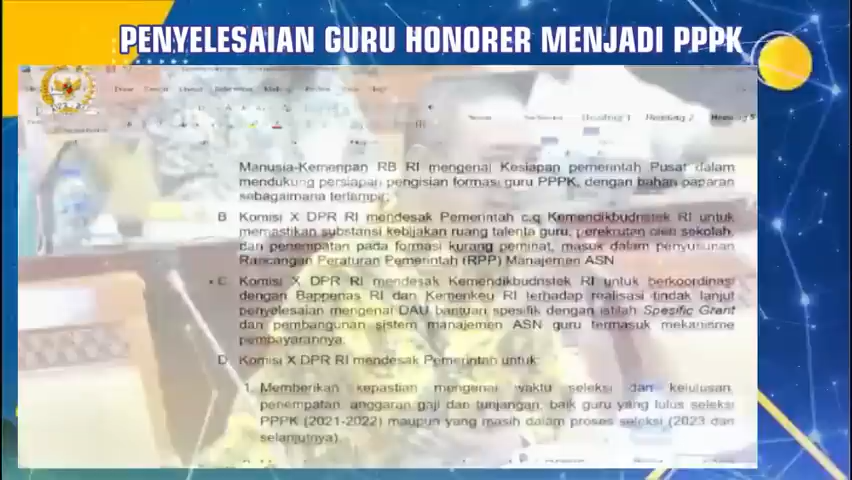 PENYELESAIAN GURU HONORER MENJADI PPPK
Heading 1 Heading 2
Manusia-Kemenpan RB RI mengenai Kesiapan pemerintah Pusat dalam
mendukung persiapan pengisian formasi guru PPPK, dengan bahan paparan
sebagaimana terlampir;
B Komisi X DPR RI mendesak Pemerintah c.q Kemendikbudristek RI untuk
memastikan substansi kebijakan ruang talenta guru, perekrutan oleh sekolah,
dan penempatan pada formasi kurang peminat, masuk dalam penyusunan
Rancangan Peraturan Pemerintah (RPP) Manajemen ASN
C. Komisi X DPR RI mendesak Kemendikbudristek RI untuk berkoordinasi
dengan Bappenas RI dan Kemenkeu RI terhadap realisasi tindak lanjut
penyelesaian mengenai DAU bantuan spesifik dengan istilah Spesific Grant
dan pembangunan sistem manajemen ASN guru termasuk mekanisme
pembayarannya.
D. Komisi X DPR RI mendesak Pemerintah untuk:
1. Memberikan kepastian mengenai waktu seleksi dan kelulusan,
penempatan, anggaran gaji dan tunjangan, baik guru yang lulus seleksi
PPPK (2021-2022) maupun yang masih dalam proses seleksi (2023 dan
selanjutnya).